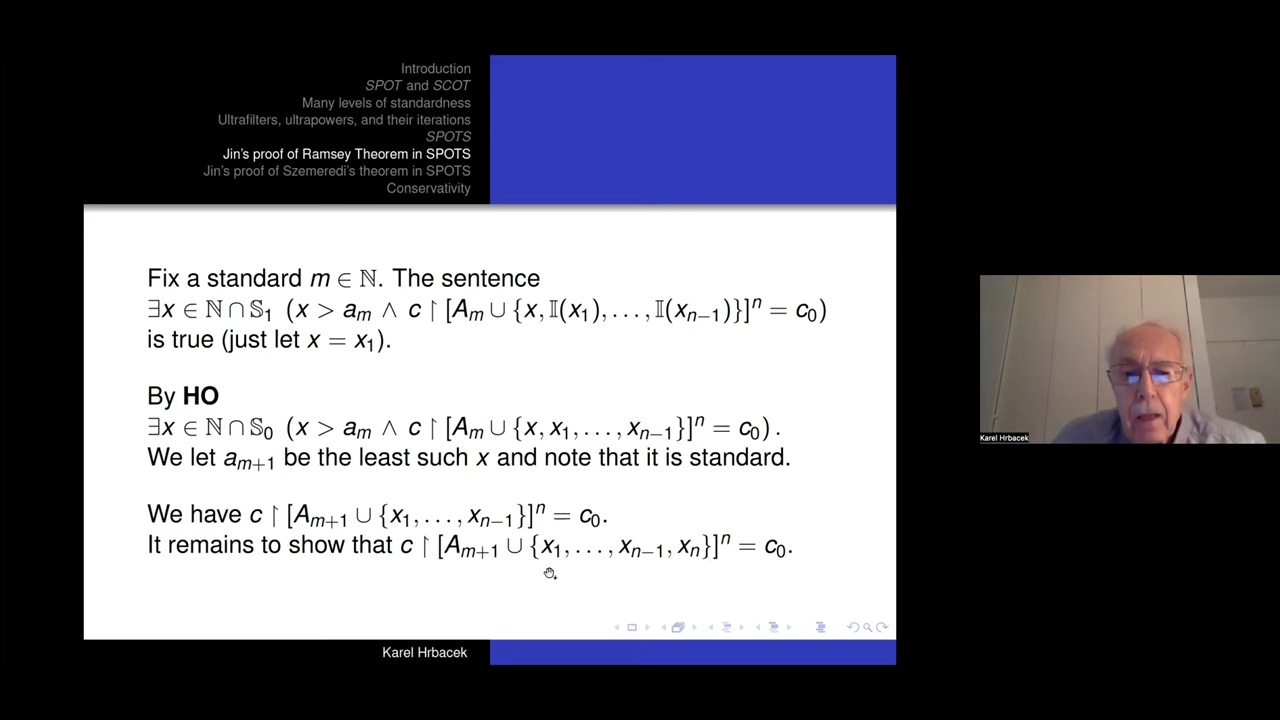 Introduction
SPOT and SCOT
Many levels of standardness
Ultrafilters, ultrapowers, and their iterations
SPOTS
Jin's proof of Ramsey Theorem in SPOTS
Jin's proof of Szemeredi's theorem in SPOTS
Conservativity
Fix a standard m ∈ ℕ. The sentence
∃x ∈ ℕ ∩ 𝕊₁ (x > aₘ ∧ c ↾ [Aₘ ∪ {x, 𝕀(x₁), . . . , 𝕀(xₙ₋₁)}]ⁿ = c₀)
is true (just let x = x₁).
By HO
∃x ∈ ℕ ∩ 𝕊₀ (x > aₘ ∧ c ↾ [Aₘ ∪ {x, x₁, . . . , xₙ₋₁}]ⁿ = c₀) .
We let aₘ₊₁ be the least such x and note that it is standard.
We have c ↾ [Aₘ₊₁ ∪ {x₁, . . . , xₙ₋₁}]ⁿ = c₀.
It remains to show that c ↾ [Aₘ₊₁ ∪ {x₁, . . . , xₙ₋₁, xₙ}]ⁿ = c₀.
Karel Hrbacek
Karel Hrbacek